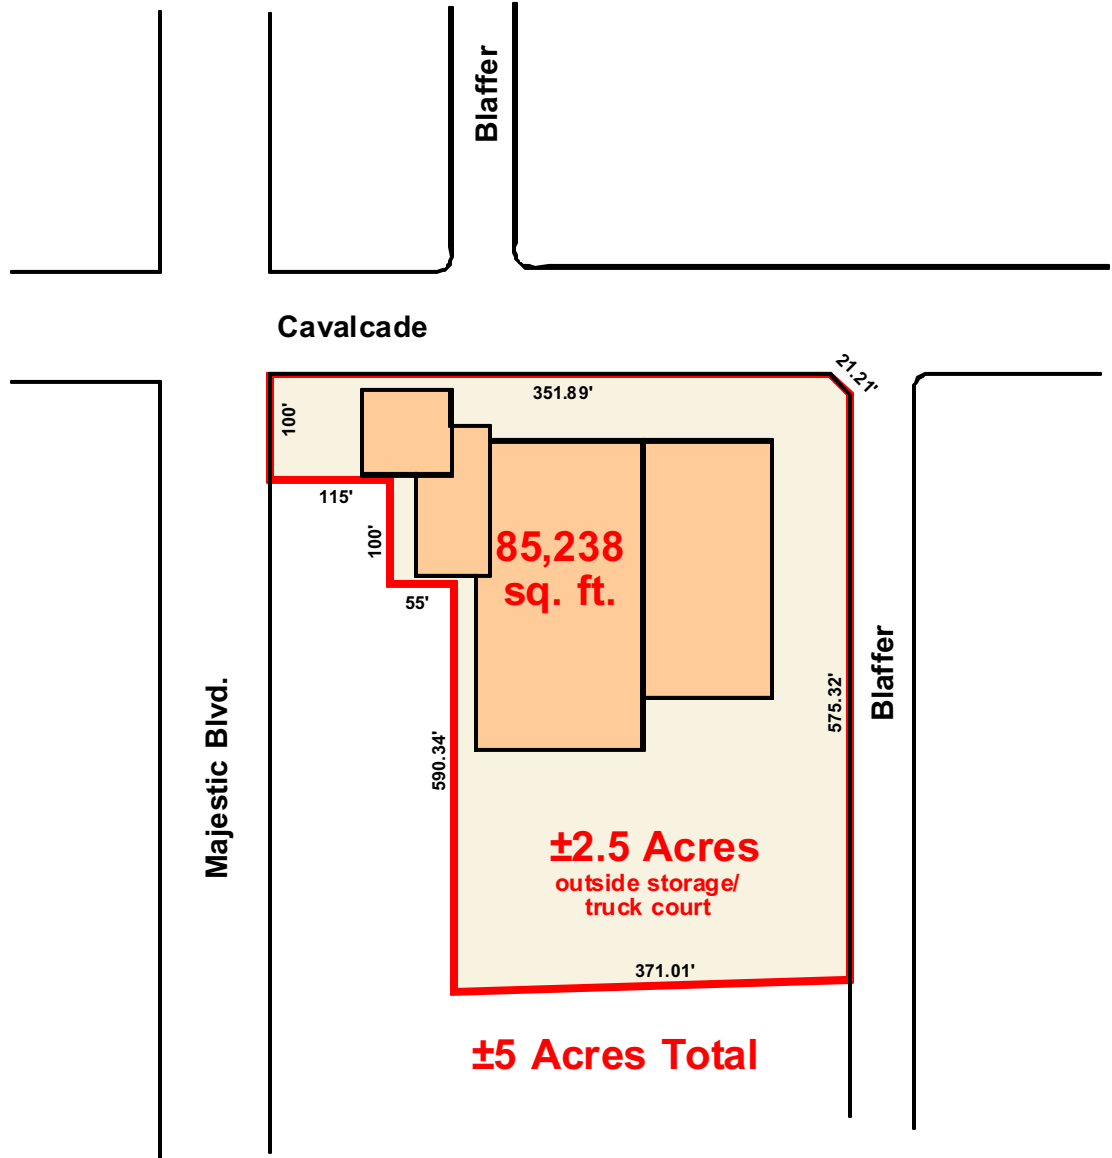 Blaffer
Cavalcade
21.21'
351.89'
100'
115'
100'
85,238
sq. ft.
55'
Blaffer
575.32'
Majestic Blvd.
590.34'
±2.5 Acres
outside storage/
truck court
371.01'
±5 Acres Total